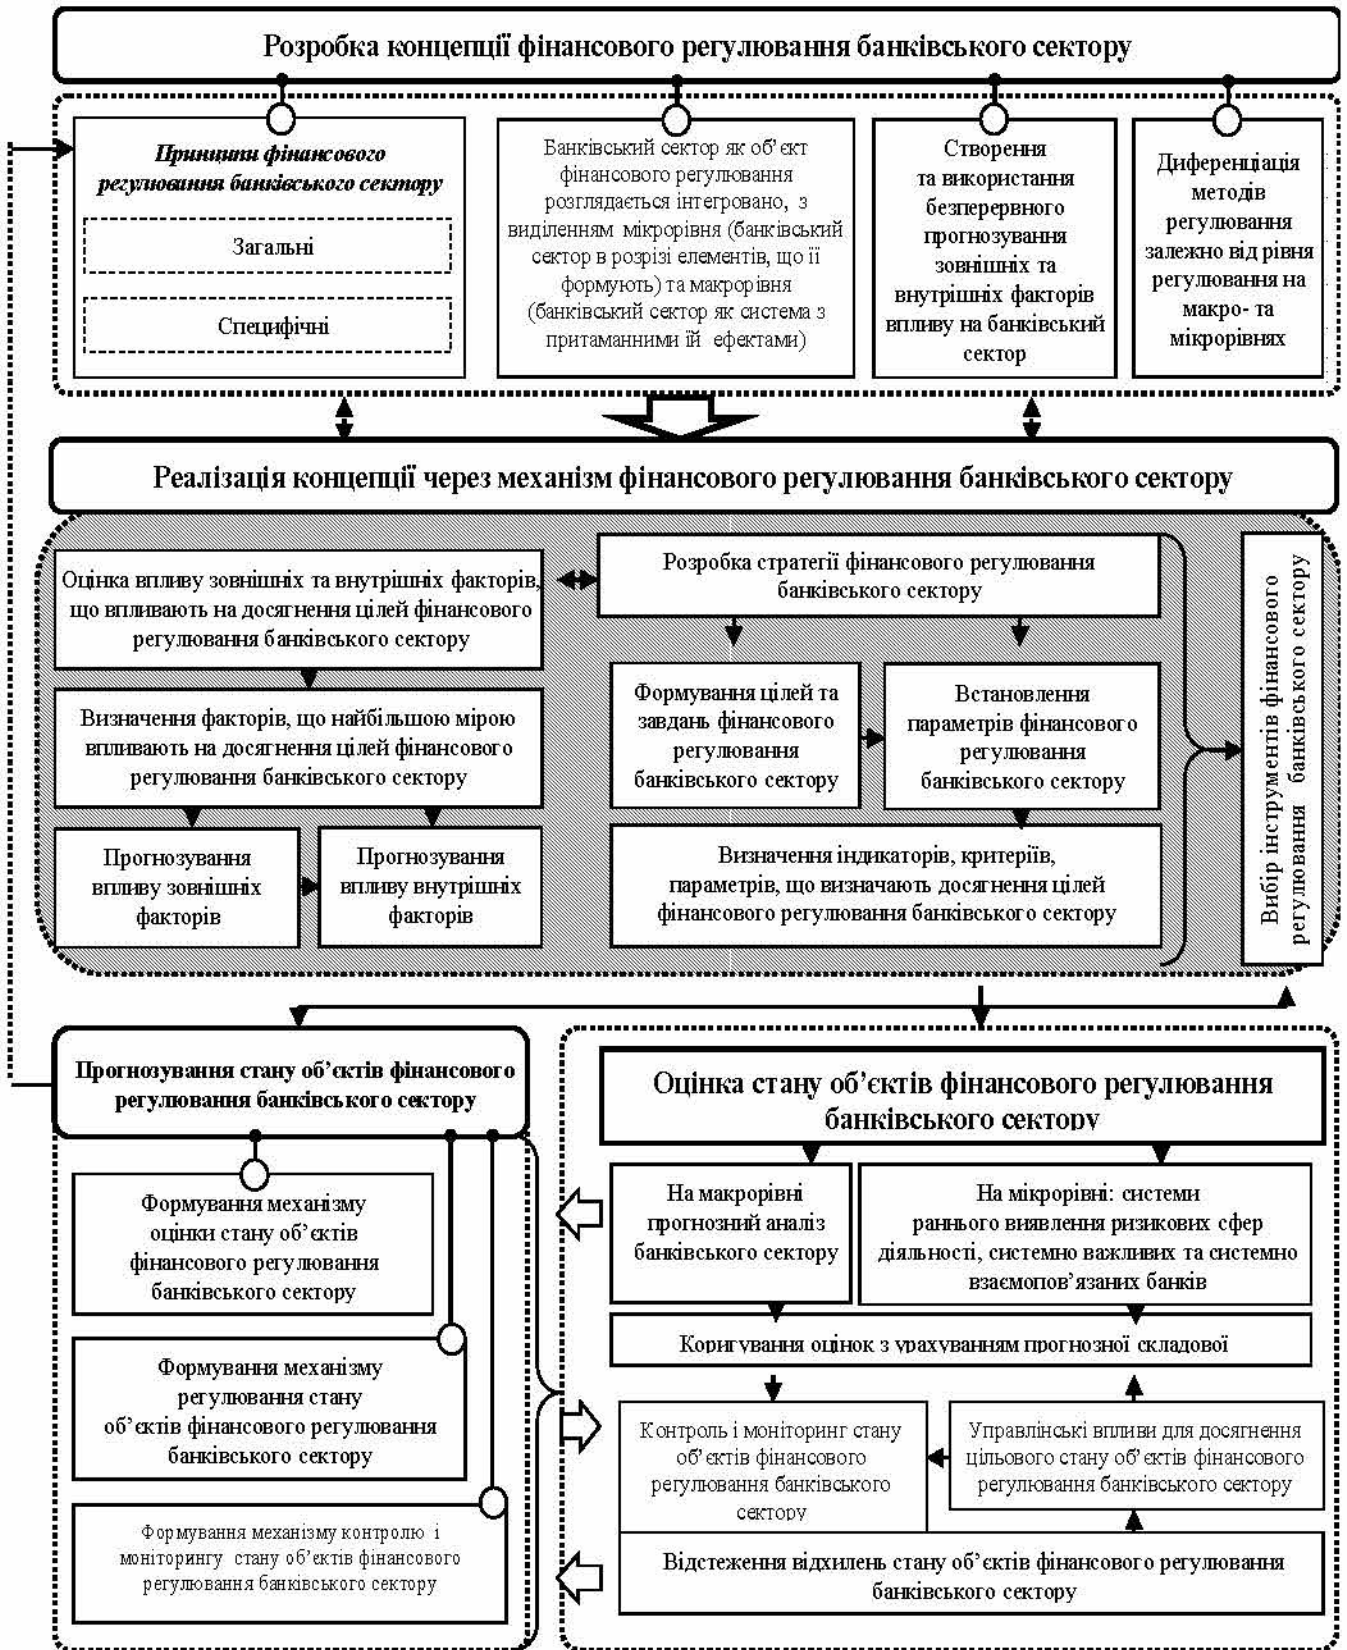 Розробка концепції фінансового регулювання банківського сектору
Принципи фінансового
регулювання банківського сектору
Загальні
Специфічні
Банківський сектор як об’єкт
фінансового регулювання
розглядається інтегровано, з
виділенням мікрорівня (банківський
сектор в розрізі елементів, що її
формують) та макрорівня
(банківський сектор як система з
притаманними їй ефектами)
Створення
та використання
безперервного
прогнозування
зовнішніх та
внутрішніх факторів
впливу на банківський
сектор
Диференціація
методів
регулювання
залежно від рівня
регулювання на
макро- та
мікрорівнях
Реалізація концепції через механізм фінансового регулювання банківського сектору
Оцінка впливу зовнішніх та внутрішніх факторів,
що впливають на досягнення цілей фінансового
регулювання банківського сектору
Визначення факторів, що найбільшою мірою
впливають на досягнення цілей фінансового
регулювання банківського сектору
Прогнозування
впливу зовнішніх
факторів
Прогнозування
впливу внутрішніх
факторів
Розробка стратегії фінансового регулювання
банківського сектору
Формування цілей та
завдань фінансового
регулювання
банківського сектору
Встановлення
параметрів фінансового
регулювання
банківського сектору
Визначення індикаторів, критеріїв,
параметрів, що визначають досягнення цілей
фінансового регулювання банківського сектору
Вибір інструментів фінансового
регулювання банківського сектору
Прогнозування стану об’єктів фінансового
регулювання банківського сектору
Формування механізму
оцінки стану об’єктів
фінансового регулювання
банківського сектору
Формування механізму
регулювання стану
об’єктів фінансового регулювання
банківського сектору
Формування механізму контролю і
моніторингу стану об’єктів фінансового
регулювання банківського сектору
Оцінка стану об’єктів фінансового регулювання
банківського сектору
На макрорівні
прогнозний аналіз
банківського сектору
На мікрорівні: системи
раннього виявлення ризикових сфер
діяльності, системно важливих та системно
взаємопов’язаних банків
Коригування оцінок з урахуванням прогнозної складової
Контроль і моніторинг стану
об’єктів фінансового
регулювання банківського
сектору
Управлінські впливи для досягнення
цільового стану об’єктів фінансового
регулювання банківського сектору
Відстеження відхилень стану об’єктів фінансового регулювання
банківського сектору